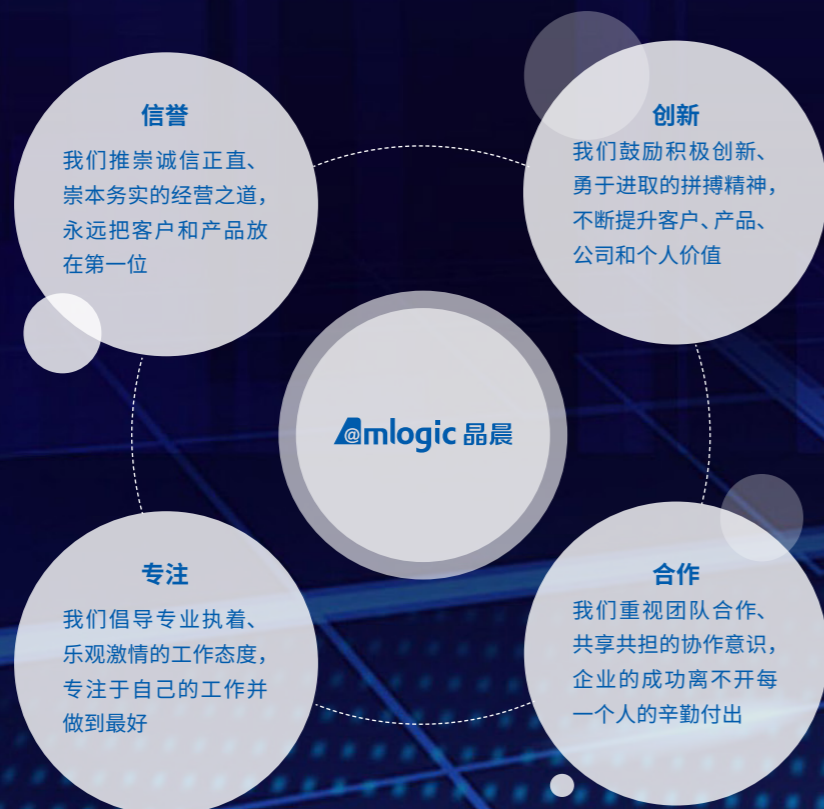 信誉
我们推崇诚信正直、
崇本务实的经营之道，
永远把客户和产品放
在第一位
创新
我们鼓励积极创新、
勇于进取的拼搏精神，
不断提升客户、产品、
公司和个人价值
@mlogic 晶晨
专注
我们倡导专业执着、
乐观激情的工作态度，
专注于自己的工作并
做到最好
合作
我们重视团队合作、
共享共担的协作意识，
企业的成功离不开每
一个人的辛勤付出